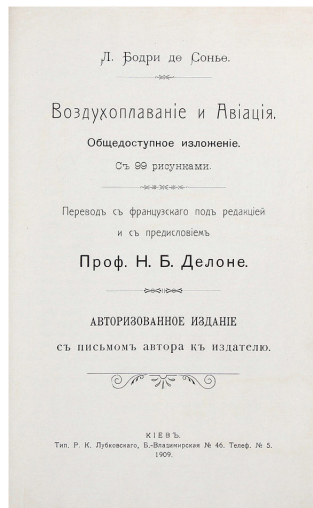 Л. Бодри де Сонье.
Воздухоплаваніе и Авіація.
Общедоступное изложеніе.
Съ 99 рисунками.
Переводъ съ французскаго подъ редакціей
и съ предисловіемъ
Проф. Н. Б. Делоне.
АВТОРИЗОВАННОЕ ИЗДАНІЕ
съ письмомъ автора къ издателю.
КІЕВЪ.
Тип. Р. К. Лубковскаго, Б.-Владимирская № 46. Телеф. № 5.
1909.